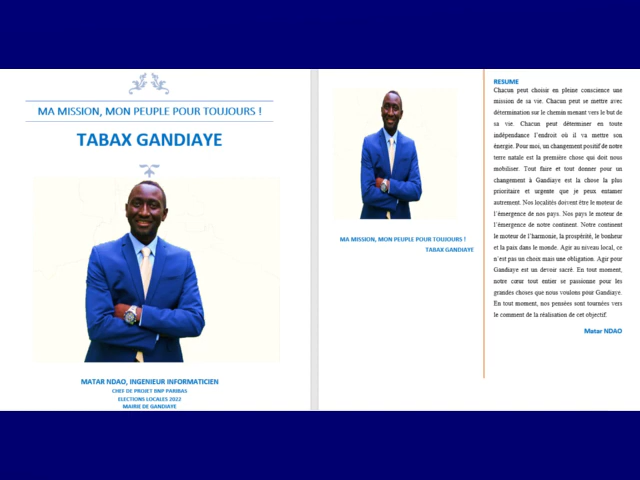 MA MISSION, MON PEUPLE POUR TOUJOURS !
TABAX GANDIAYE
MATAR NDAO, INGENIEUR INFORMATICIEN
CHEF DE PROJET BNP PARIBAS
ELECTIONS LOCALES 2022
MAIRIE DE GANDIAYE
MA MISSION, MON PEUPLE POUR TOUJOURS !
TABAX GANDIAYE
RESUME
Chacun peut choisir en pleine conscience une
mission de sa vie. Chacun peut se mettre avec
détermination sur le chemin menant vers le but de
sa vie. Chacun peut déterminer en toute
indépendance l'endroit où il va mettre son
énergie. Pour moi, un changement positif de notre
terre natale est la première chose qui doit nous
mobiliser. Tout faire et tout donner pour un
changement à Gandiaye est la chose la plus
prioritaire et urgente que je peux entamer
autrement. Nos localités doivent être le moteur de
l'émergence de nos pays. Nos pays le moteur de
l'émergence de notre continent. Notre continent
le moteur de l'harmonie, la prospérité, le bonheur
et la paix dans le monde. Agir au niveau local, ce
n'est pas un choix mais une obligation. Agir pour
Gandiaye est un devoir sacré. En tout moment,
notre cœur tout entier se passionne pour les
grandes choses que nous voulons pour Gandiaye.
En tout moment, nos pensées sont tournées vers
le comment de la réalisation de cet objectif.
Matar NDAO